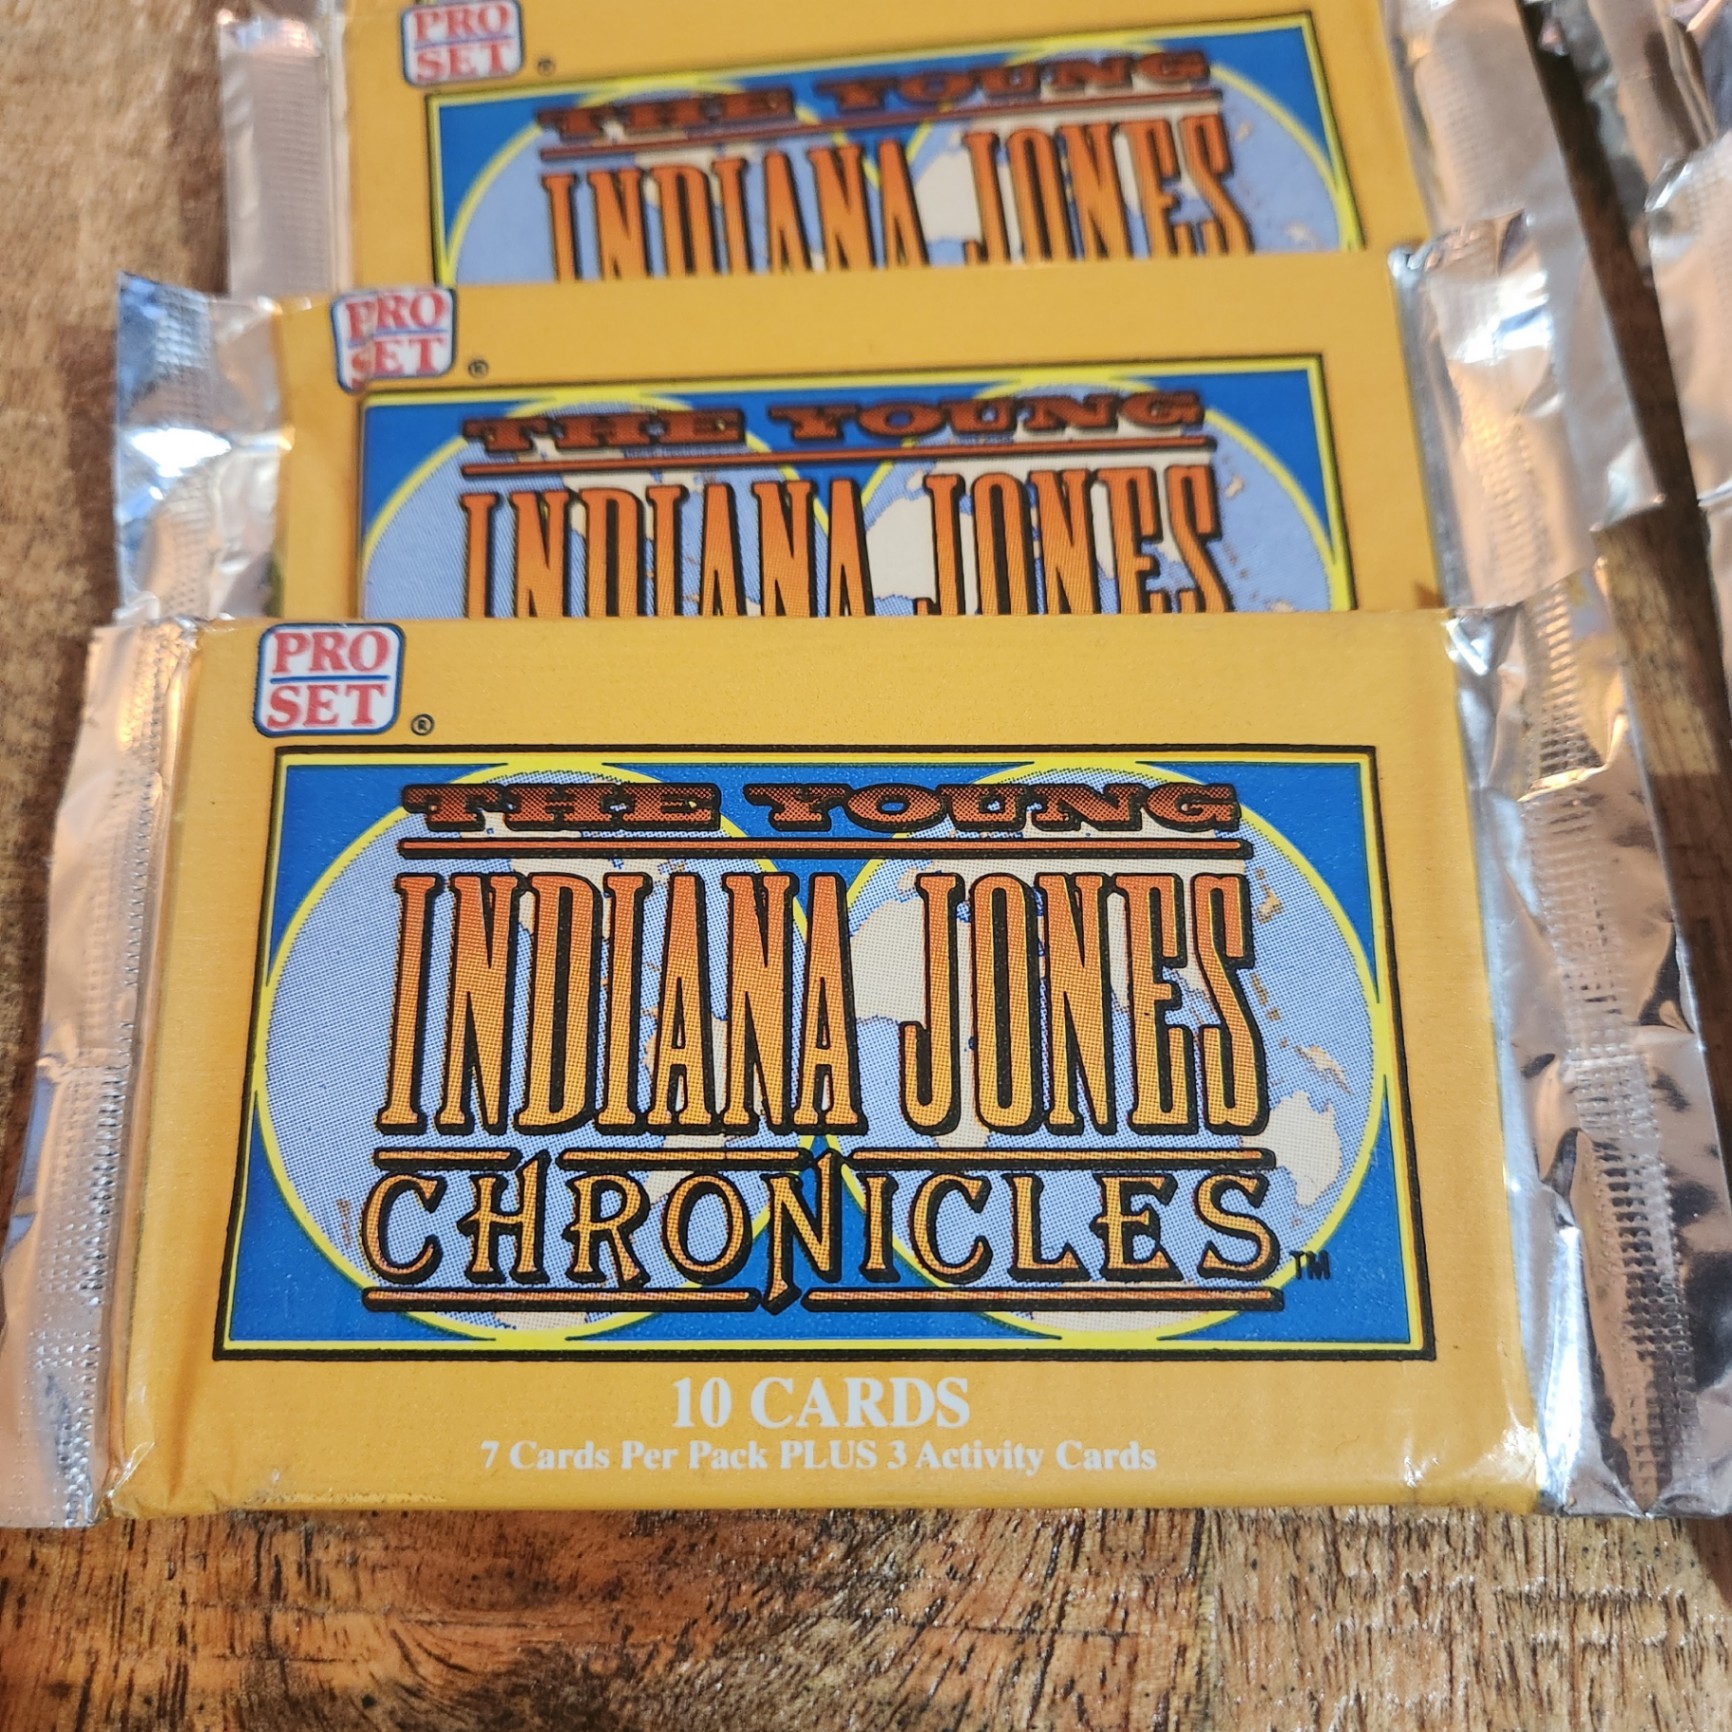 PRO
SET
®
THE YOUNG
INDIANA JONES
PRO
SET
®
THE YOUNG
INDIANA JONES
PRO
SET
®
THE YOUNG
INDIANA JONES
CHRONICLES™
10 CARDS
7 Cards Per Pack PLUS 3 Activity Cards